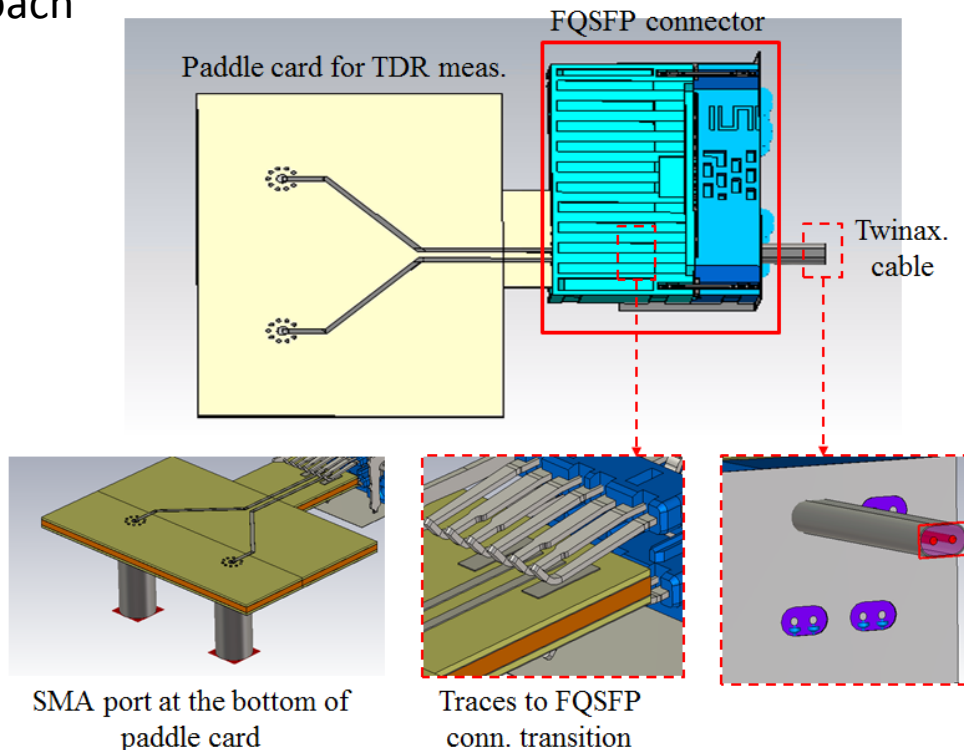 FQSFP connector
Paddle card for TDR meas.
Twinax.
cable
SMA port at the bottom of
paddle card
Traces to FQSFP
conn. transition